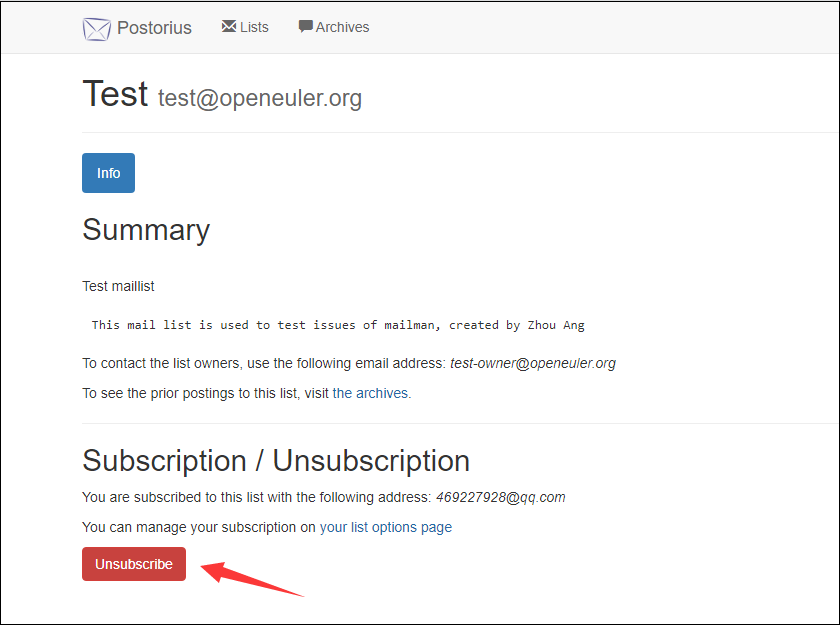 Postorius Lists Archives
Test test@openeuler.org
Info
Summary
Test maillist
This mail list is used to test issues of mailman, created by Zhou Ang
To contact the list owners, use the following email address: test-owner@openeuler.org
To see the prior postings to this list, visit the archives.
Subscription / Unsubscription
You are subscribed to this list with the following address: 469227928@qq.com
You can manage your subscription on your list options page
Unsubscribe